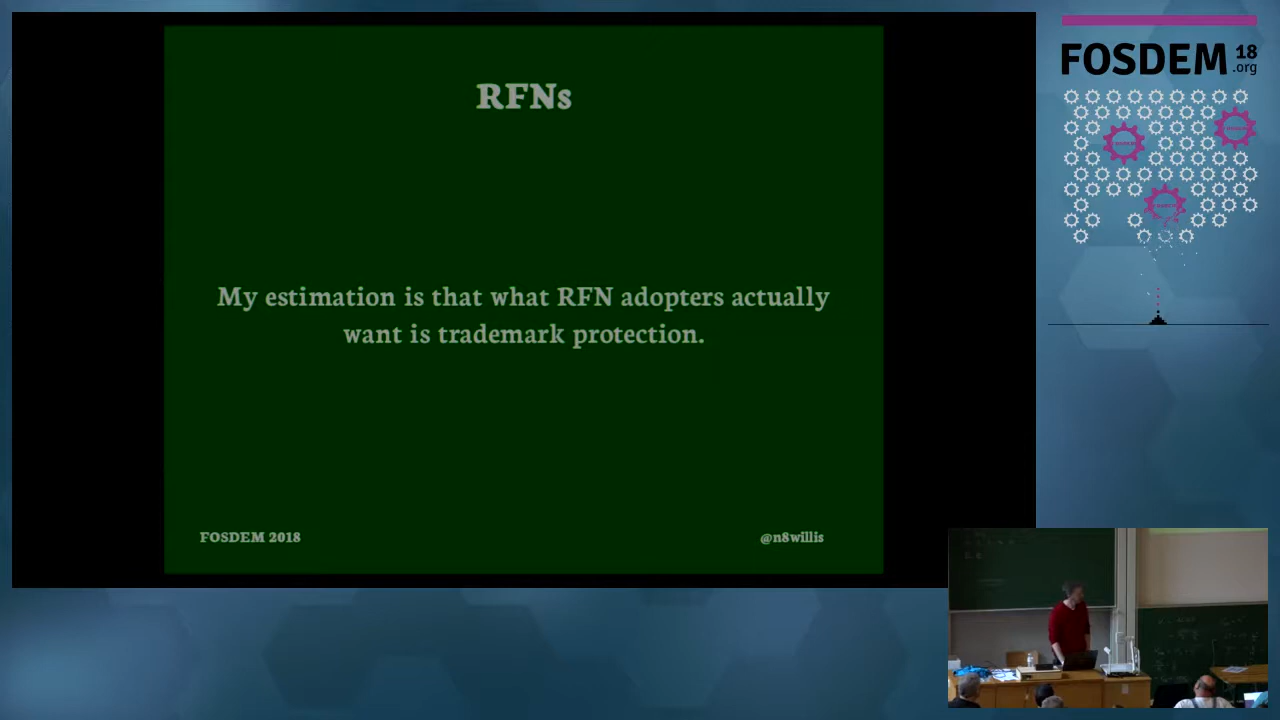 RFNs
My estimation is that what RFN adopters actually
want is trademark protection.
FOSDEM 2018
@n8willis
FOSDEM 18
.org